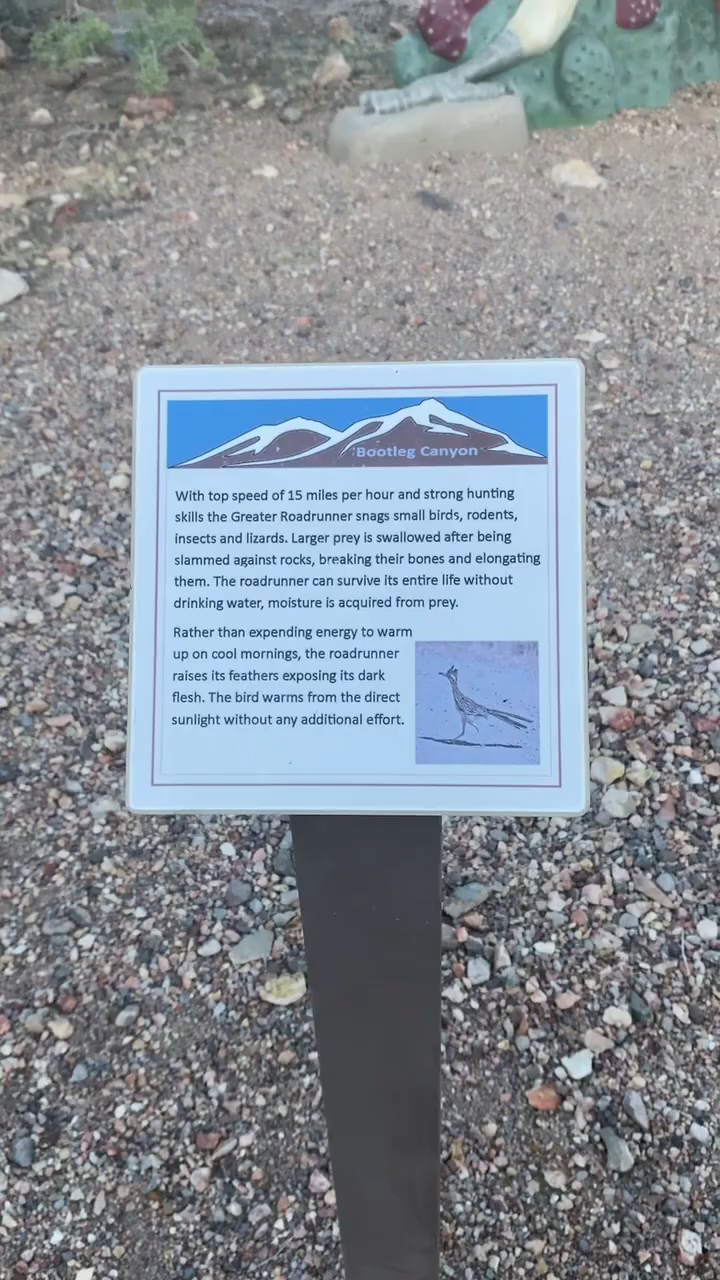 Bootleg Canyon
With top speed of 15 miles per hour and strong hunting
skills the Greater Roadrunner snags small birds, rodents,
insects and lizards. Larger prey is swallowed after being
slammed against rocks, breaking their bones and elongating
them. The roadrunner can survive its entire life without
drinking water, moisture is acquired from prey.
Rather than expending energy to warm
up on cool mornings, the roadrunner
raises its feathers exposing its dark
flesh. The bird warms from the direct
sunlight without any additional effort.